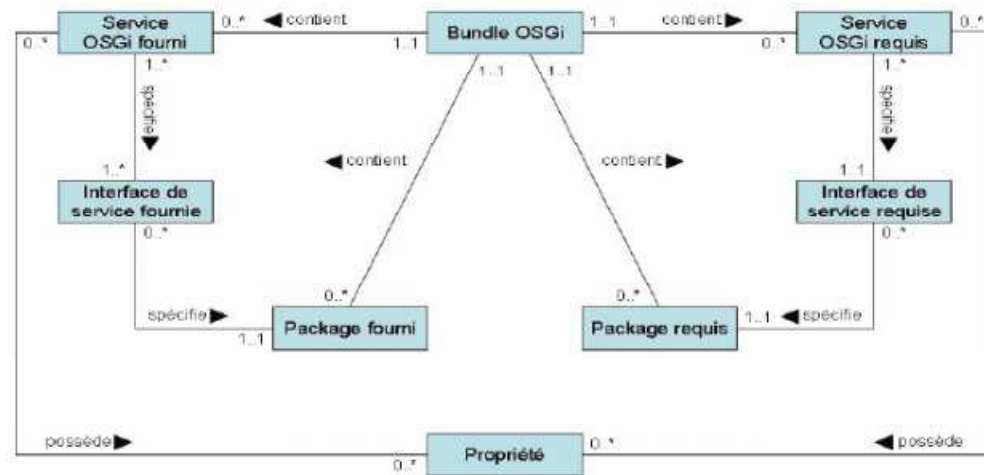 Service
OSGi fourni
0..*
contient
1..1
Bundle OSGi
1..1
contient
0..*
Service
OSGi requis
0..*
0..*
1..*
spécifie
1..*
1..1
1..1
1..*
spécifie
1..1
contient
contient
Interface de
service fournie
0..*
Interface de
service requise
0..*
spécifie
1..1
0..*
Package fourni
0..*
Package requis
1..1
spécifie
possède
0..*
Propriété
0..*
possède